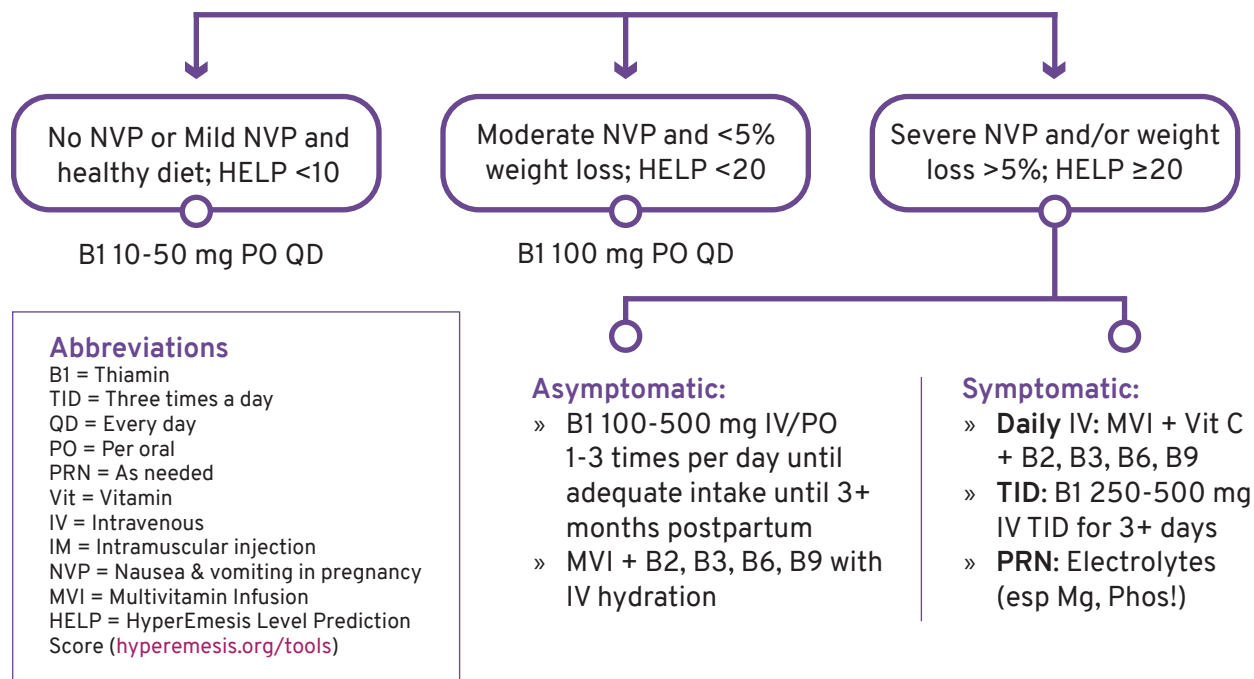 No NVP or Mild NVP and
healthy diet; HELP <10
B1 10-50 mg PO QD
Moderate NVP and <5%
weight loss; HELP <20
B1 100 mg PO QD
Severe NVP and/or weight
loss >5%; HELP ≥20
Abbreviations
B1 = Thiamin
TID = Three times a day
QD = Every day
PO = Per oral
PRN = As needed
Vit = Vitamin
IV = Intravenous
IM = Intramuscular injection
NVP = Nausea & vomiting in pregnancy
MVI = Multivitamin Infusion
HELP = HyperEmesis Level Prediction
Score (hyperemesis.org/tools)
Asymptomatic:
» B1 100-500 mg IV/PO
1-3 times per day until
adequate intake until 3+
months postpartum
» MVI + B2, B3, B6, B9 with
IV hydration
Symptomatic:
» Daily IV: MVI + Vit C
+ B2, B3, B6, B9
» TID: B1 250-500 mg
IV TID for 3+ days
» PRN: Electrolytes
(esp Mg, Phos!)